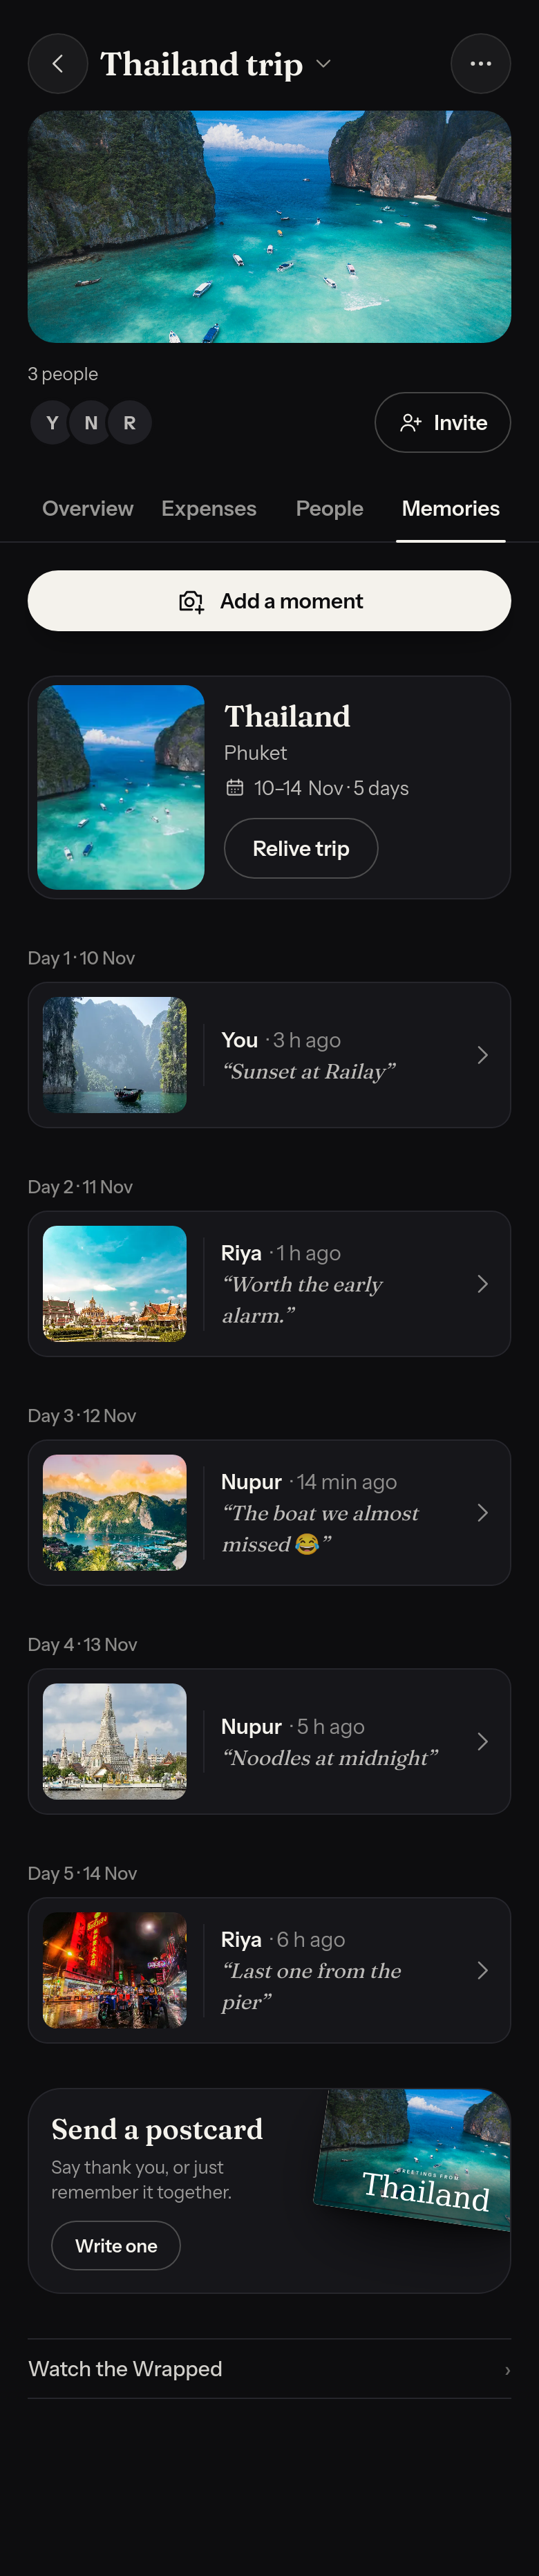 Thailand trip
3 people
Y N R
Invite
Overview Expenses People Memories
Add a moment
Thailand
Phuket
10–14 Nov · 5 days
Relive trip
Day 1 · 10 Nov
You · 3 h ago
“Sunset at Railay”
Day 2 · 11 Nov
Riya · 1 h ago
“Worth the early
alarm.”
Day 3 · 12 Nov
Nupur · 14 min ago
“The boat we almost
missed 😂”
Day 4 · 13 Nov
Nupur · 5 h ago
“Noodles at midnight”
Day 5 · 14 Nov
Riya · 6 h ago
“Last one from the
pier”
Send a postcard
Say thank you, or just
remember it together.
Write one
GREETINGS FROM
Thailand
Watch the Wrapped